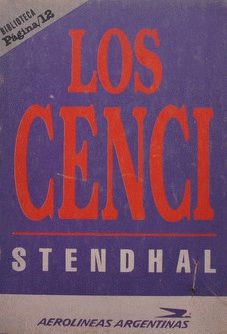 BIBLIOTECA
Página/12
LOS
CENCI
STENDHAL
AEROLINEAS ARGENTINAS